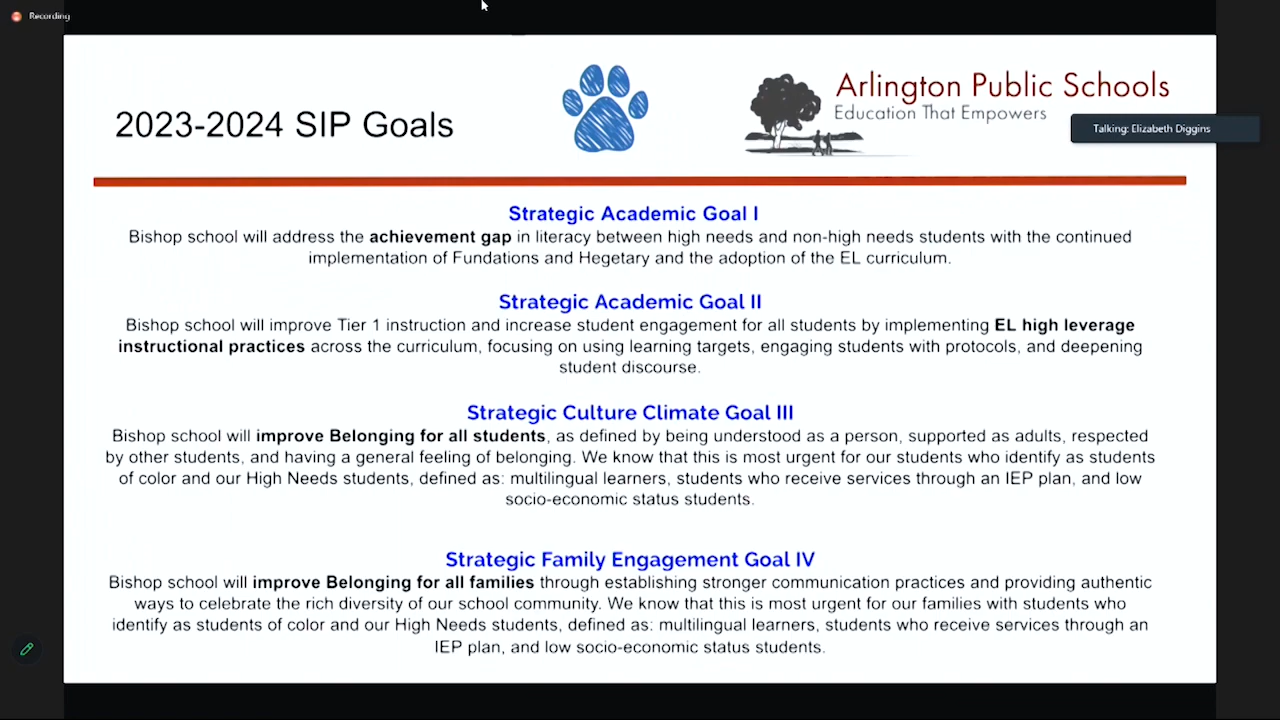 Recording
2023-2024 SIP Goals
Arlington Public Schools
Education That Empowers
Talking: Elizabeth Diggins
Strategic Academic Goal I
Bishop school will address the achievement gap in literacy between high needs and non-high needs students with the continued
implementation of Fundations and Hegetary and the adoption of the EL curriculum.
Strategic Academic Goal II
Bishop school will improve Tier 1 instruction and increase student engagement for all students by implementing EL high leverage
instructional practices across the curriculum, focusing on using learning targets, engaging students with protocols, and deepening
student discourse.
Strategic Culture Climate Goal III
Bishop school will improve Belonging for all students, as defined by being understood as a person, supported as adults, respected
by other students, and having a general feeling of belonging. We know that this is most urgent for our students who identify as students
of color and our High Needs students, defined as: multilingual learners, students who receive services through an IEP plan, and low
socio-economic status students.
Strategic Family Engagement Goal IV
Bishop school will improve Belonging for all families through establishing stronger communication practices and providing authentic
ways to celebrate the rich diversity of our school community. We know that this is most urgent for our families with students who
identify as students of color and our High Needs students, defined as: multilingual learners, students who receive services through an
IEP plan, and low socio-economic status students.